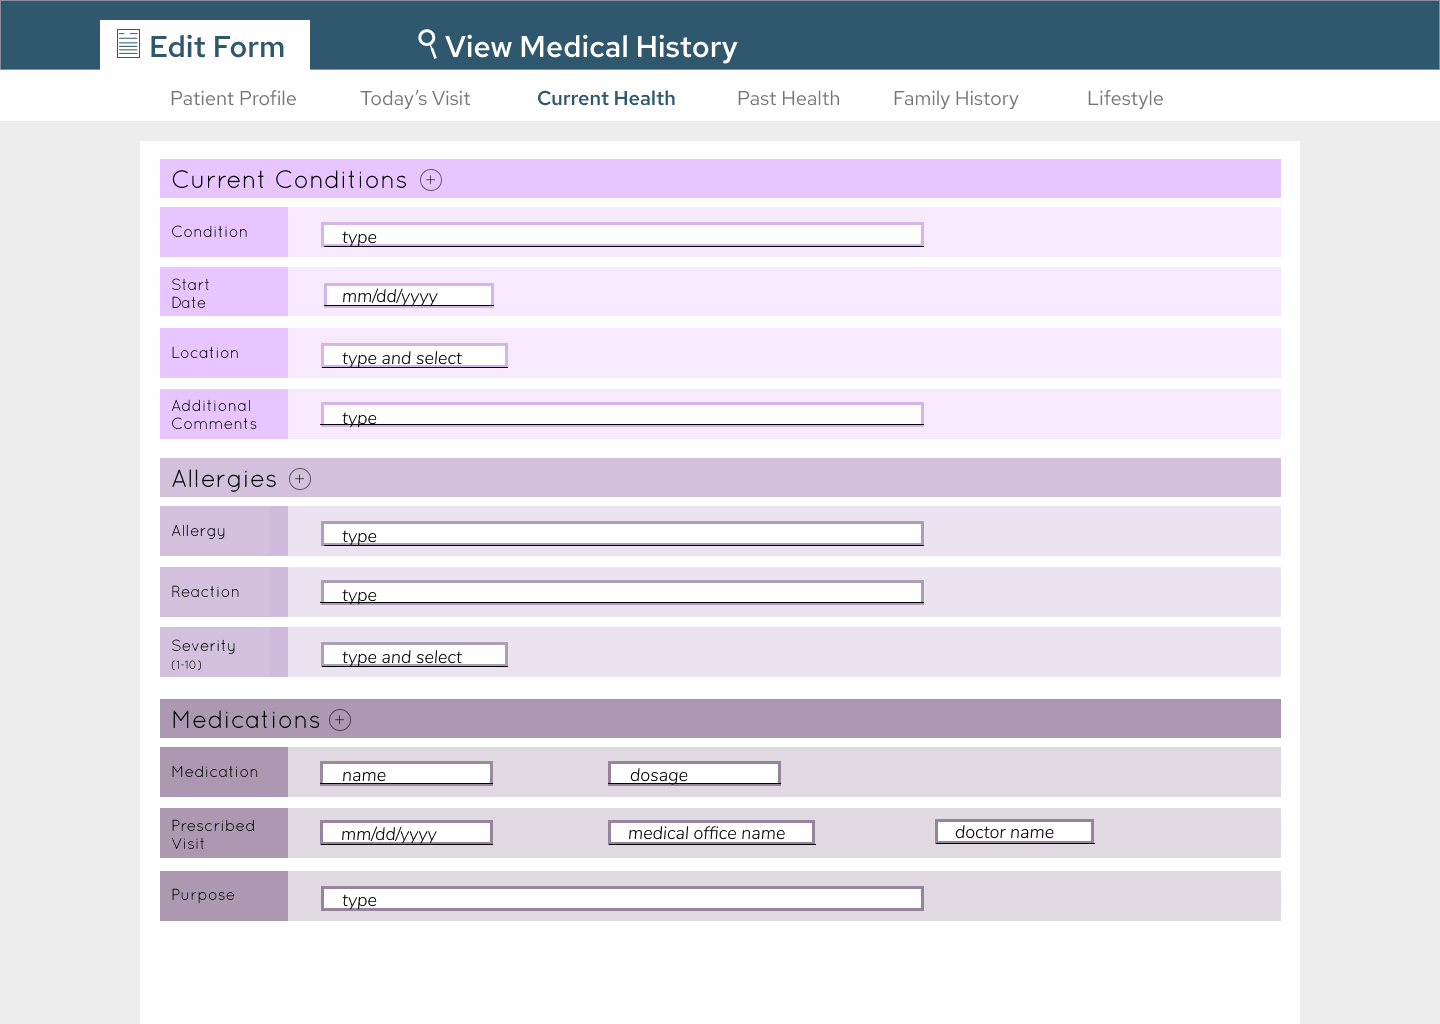 Edit Form
View Medical History
Patient Profile
Today’s Visit
Current Health
Past Health
Family History
Lifestyle
Current Conditions +
Condition
type
Start
Date
mm/dd/yyyy
Location
type and select
Additional
Comments
type
Allergies +
Allergy
type
Reaction
type
Severity
(1-10)
type and select
Medications +
Medication
name
dosage
Prescribed
Visit
mm/dd/yyyy
medical office name
doctor name
Purpose
type